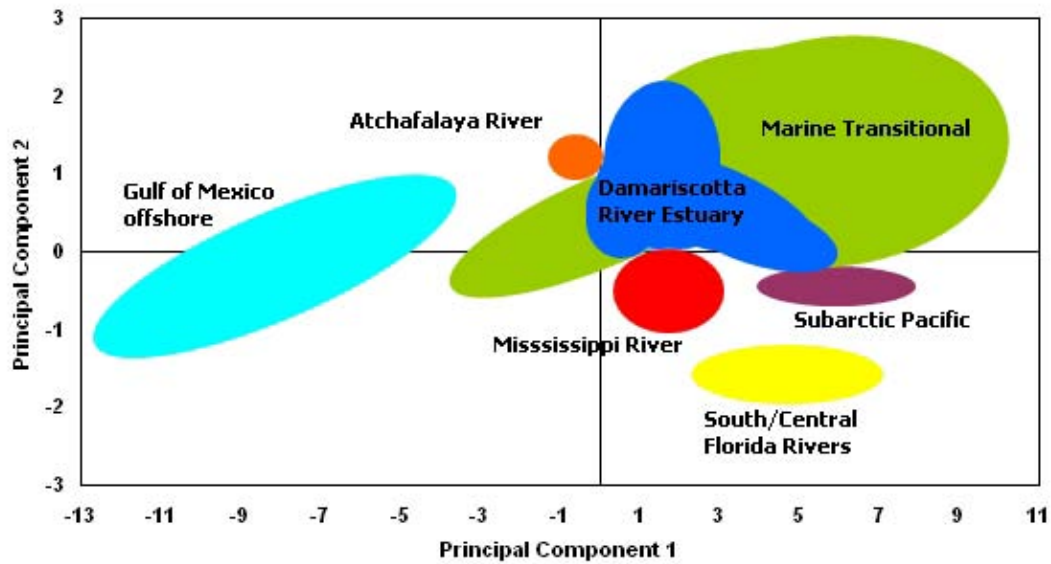 3
2
1
0
-1
-2
-3
Principal Component 2
Atchafalaya River
Marine Transitional
Gulf of Mexico
offshore
Damariscotta
River Estuary
Subarctic Pacific
Misssissippi River
South/Central
Florida Rivers
-13 -11 -9 -7 -5 -3 -1 1 3 5 7 9 11
Principal Component 1